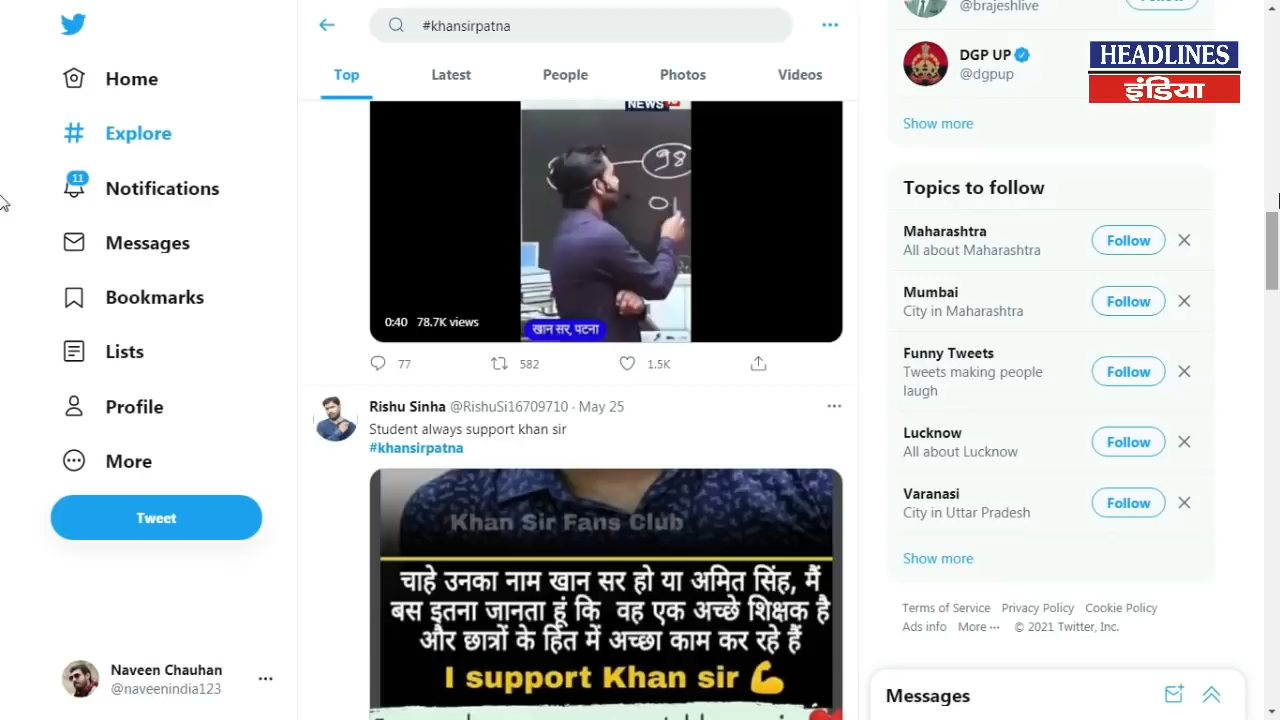 Home
Explore
11
Notifications
Messages
Bookmarks
Lists
Profile
More
Tweet
Naveen Chauhan
@naveenindia123
#khansirpatna
Top
Latest
People
Photos
Videos
NEWS
98
01
खान सर, पटना
0:40 78.7K views
77
582
1.5K
Rishu Sinha @RishuSi16709710 · May 25
Student always support khan sir
#khansirpatna
Khan Sir Fans Club
चाहे उनका नाम खान सर हो या अमित सिंह, मैं
बस इतना जानता हूं कि वह एक अच्छे शिक्षक है
और छात्रों के हित में अच्छा काम कर रहे हैं
I support Khan sir 💪
@brajeshlive
DGP UP
@dgpup
Show more
HEADLINES
इंडिया
Topics to follow
Maharashtra
All about Maharashtra
Follow
Mumbai
City in Maharashtra
Follow
Funny Tweets
Tweets making people
laugh
Follow
Lucknow
All about Lucknow
Follow
Varanasi
City in Uttar Pradesh
Follow
Show more
Terms of Service Privacy Policy Cookie Policy
Ads info More ··· © 2021 Twitter, Inc.
Messages